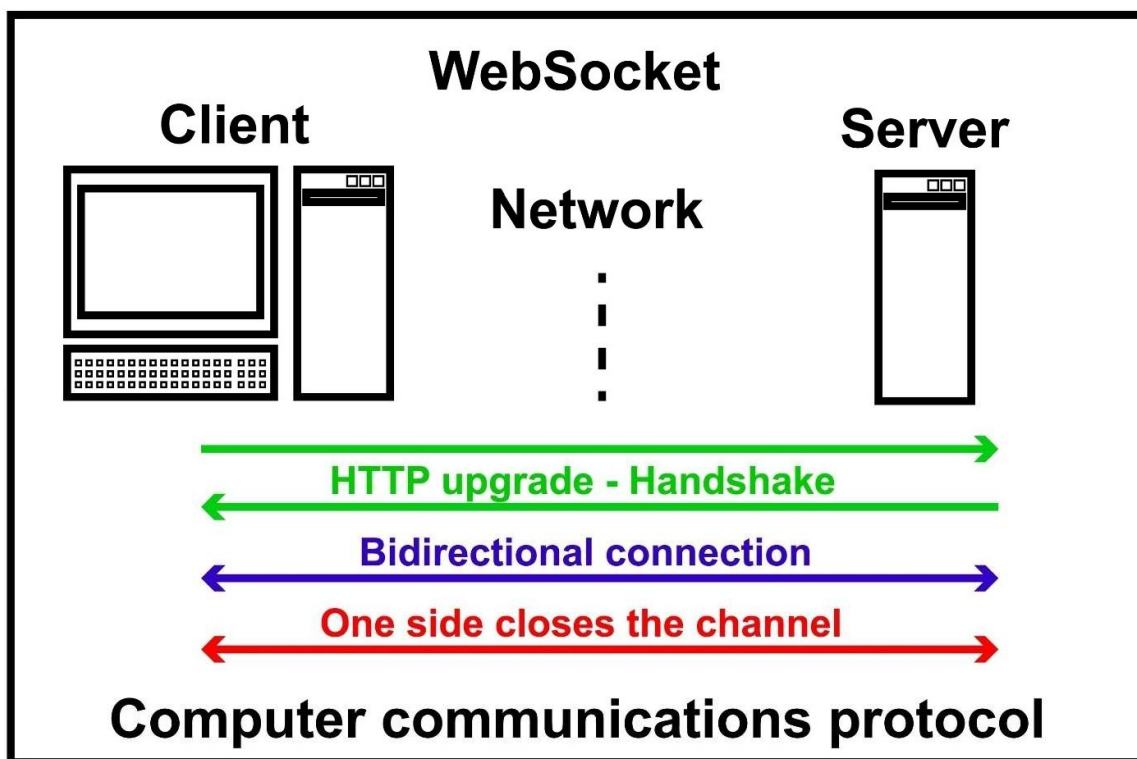 WebSocket
Client
Server
Network
HTTP upgrade - Handshake
Bidirectional connection
One side closes the channel
Computer communications protocol